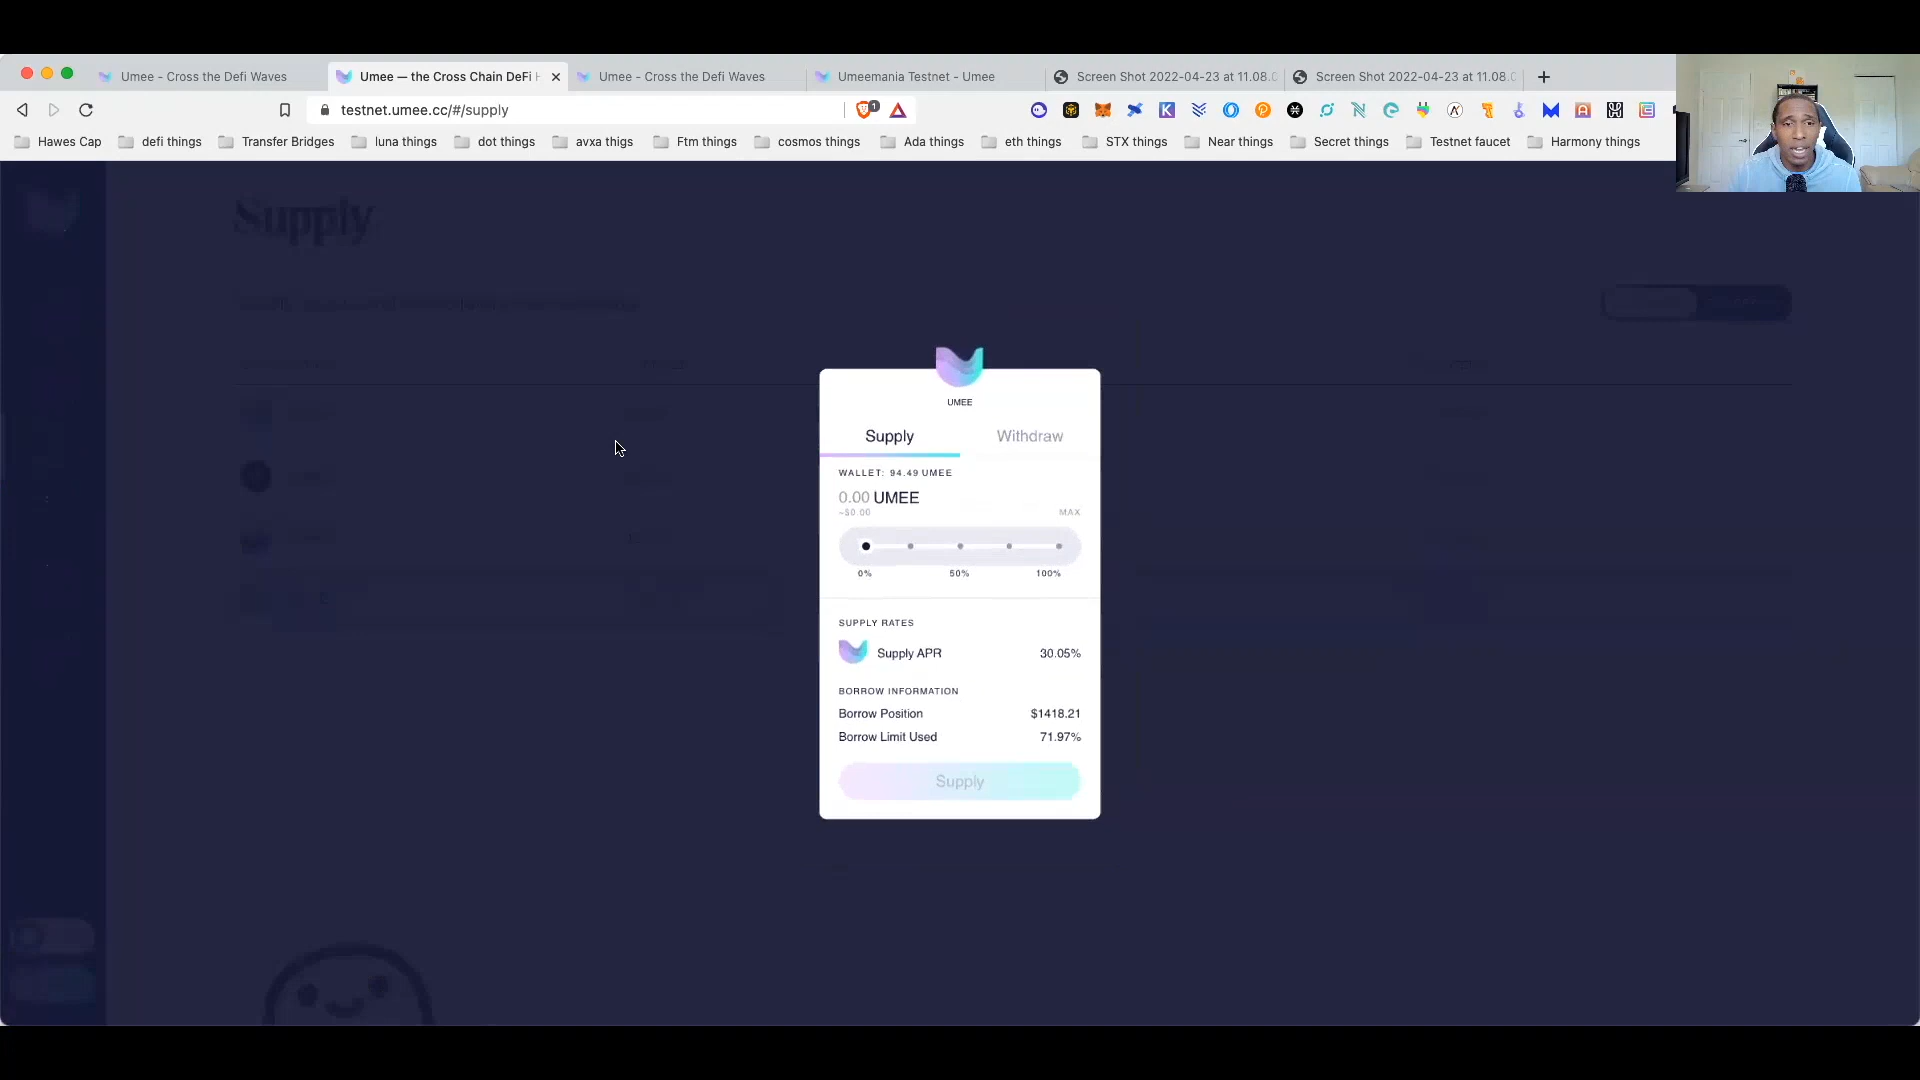 Umee - Cross the Defi Waves
Umee — the Cross Chain DeFi H
Umee - Cross the Defi Waves
Umeemania Testnet - Umee
Screen Shot 2022-04-23 at 11.08.0
Screen Shot 2022-04-23 at 11.08.0
testnet.umee.cc/#/supply
1
Hawes Cap
defi things
Transfer Bridges
luna things
dot things
avxa thigs
Ftm things
cosmos things
Ada things
eth things
STX things
Near things
Secret things
Testnet faucet
Harmony things
Supply
UMEE
Supply
Withdraw
WALLET: 94.49 UMEE
0.00 UMEE
~$0.00
MAX
0%
50%
100%
SUPPLY RATES
Supply APR 30.05%
BORROW INFORMATION
Borrow Position $1418.21
Borrow Limit Used 71.97%
Supply